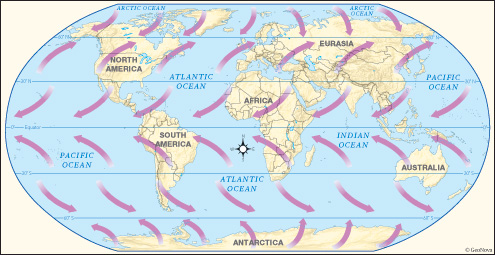 ARCTIC OCEAN
ARCTIC
OCEAN
NORTH
AMERICA
EURASIA
ATLANTIC
OCEAN
PACIFIC
OCEAN
AFRICA
Equator
SOUTH
AMERICA
INDIAN
OCEAN
PACIFIC
OCEAN
ATLANTIC
OCEAN
AUSTRALIA
ANTARCTICA
© GeoNova